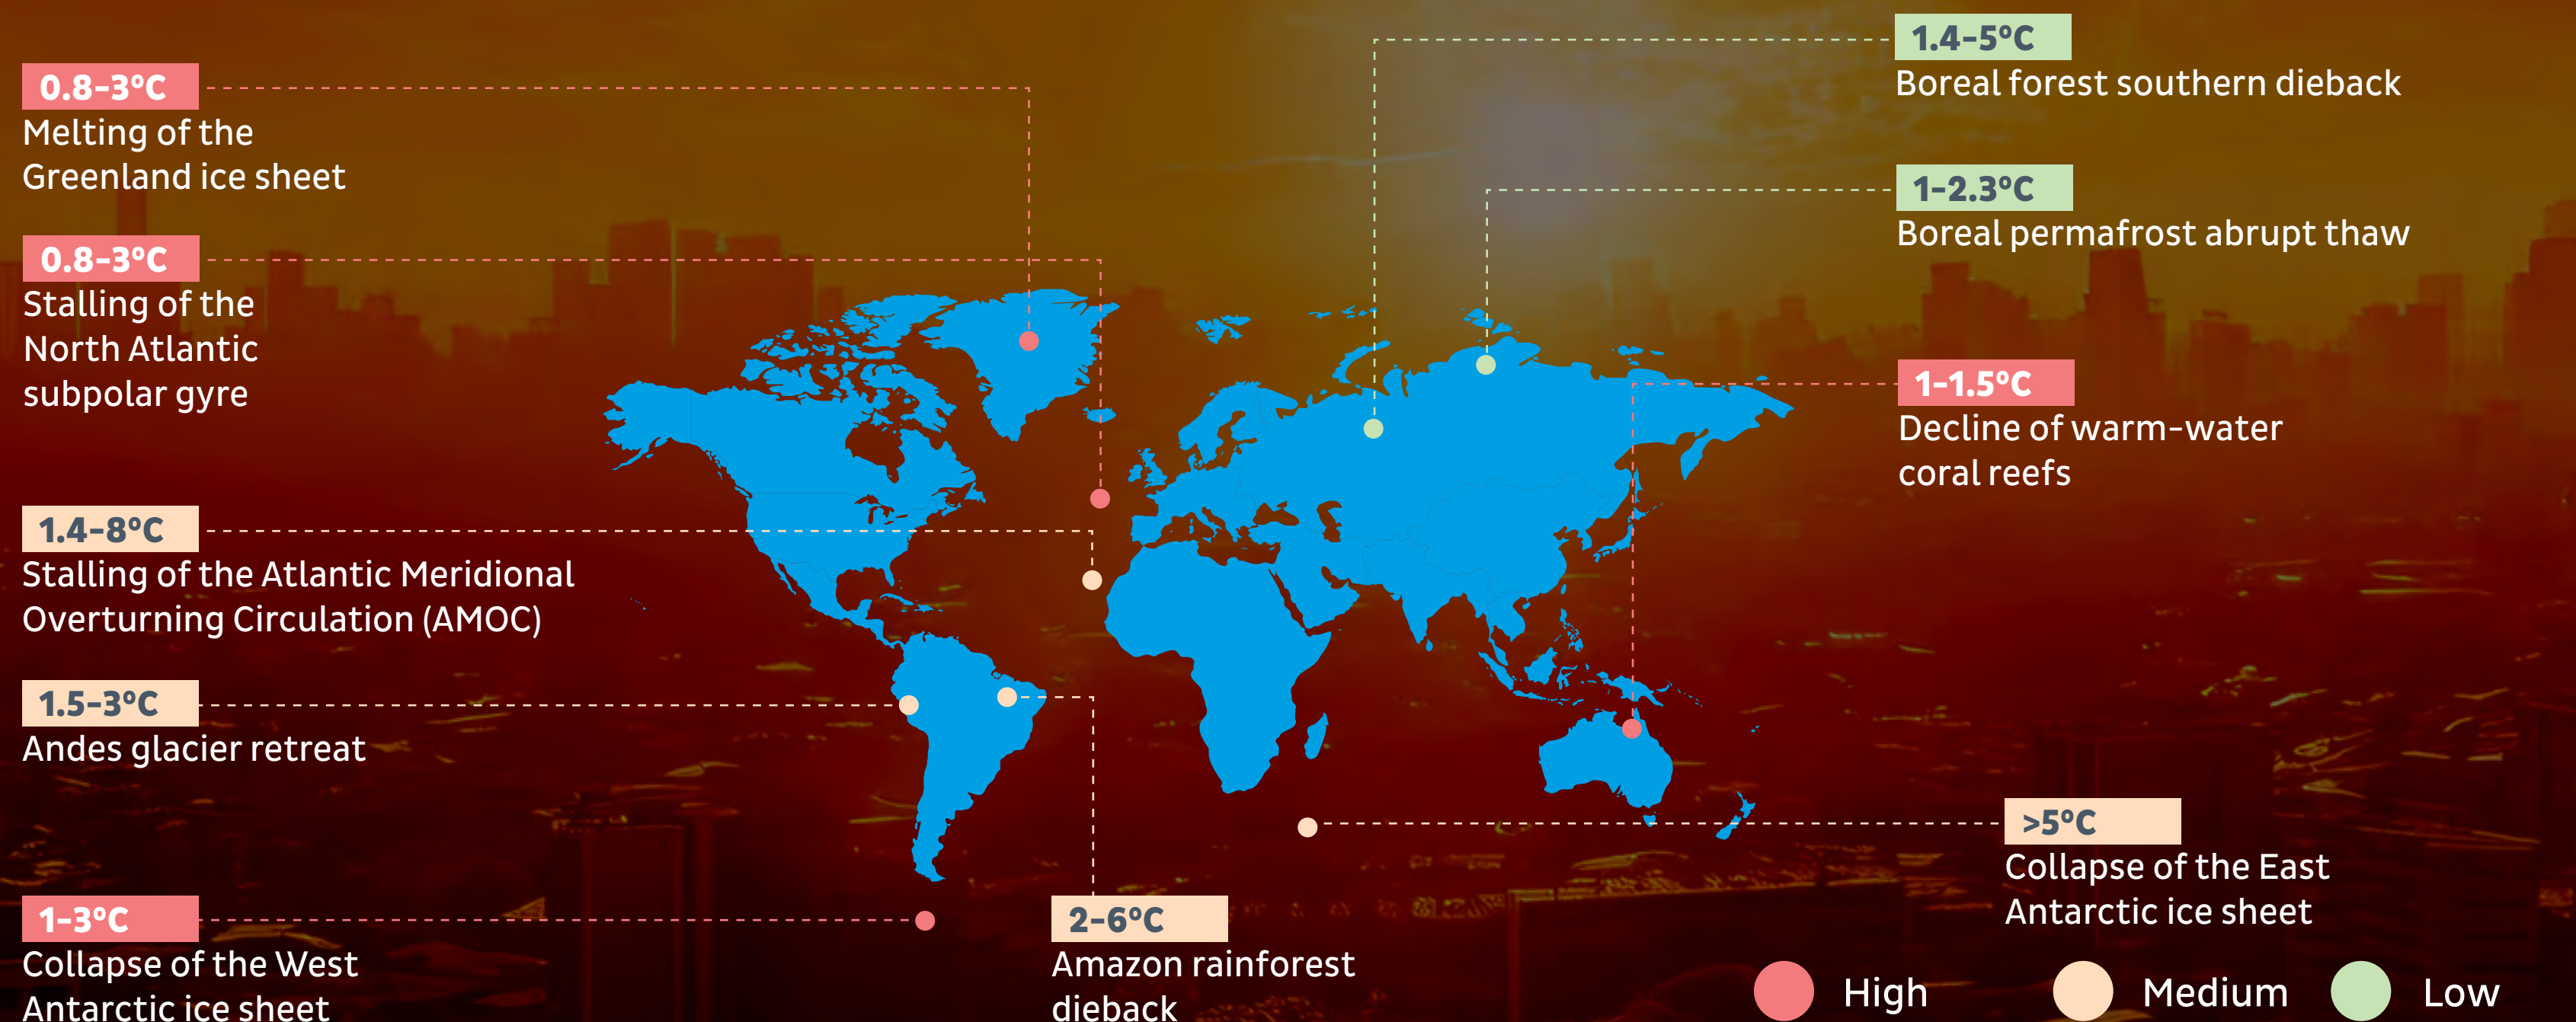 0.8–3°C
Melting of the
Greenland ice sheet
0.8–3°C
Stalling of the
North Atlantic
subpolar gyre
1.4–8°C
Stalling of the Atlantic Meridional
Overturning Circulation (AMOC)
1.5–3°C
Andes glacier retreat
1–3°C
Collapse of the West
Antarctic ice sheet
2–6°C
Amazon rainforest
dieback
1.4–5°C
Boreal forest southern dieback
1–2.3°C
Boreal permafrost abrupt thaw
1–1.5°C
Decline of warm-water
coral reefs
>5°C
Collapse of the East
Antarctic ice sheet
High
Medium
Low